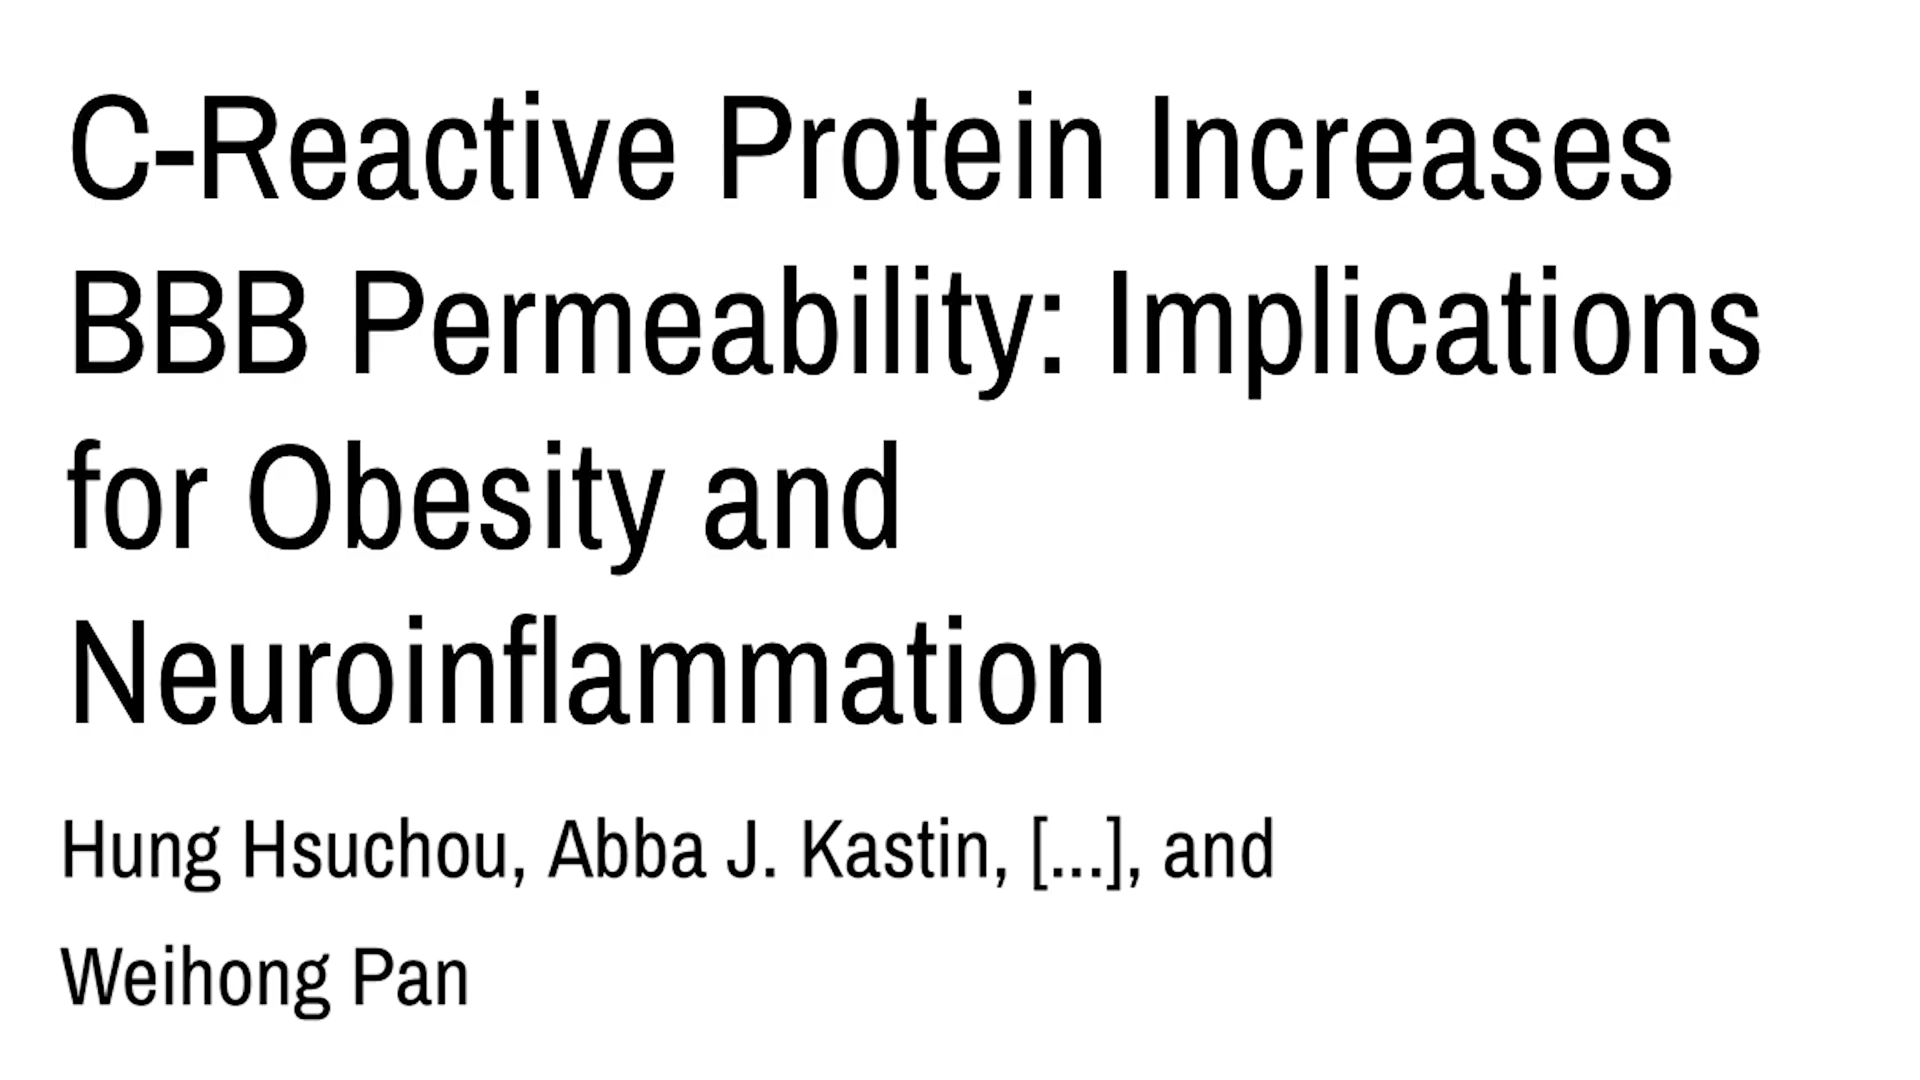 C-Reactive Protein Increases
BBB Permeability: Implications
for Obesity and
Neuroinflammation
Hung Hsuchou, Abba J. Kastin, [...], and
Weihong Pan